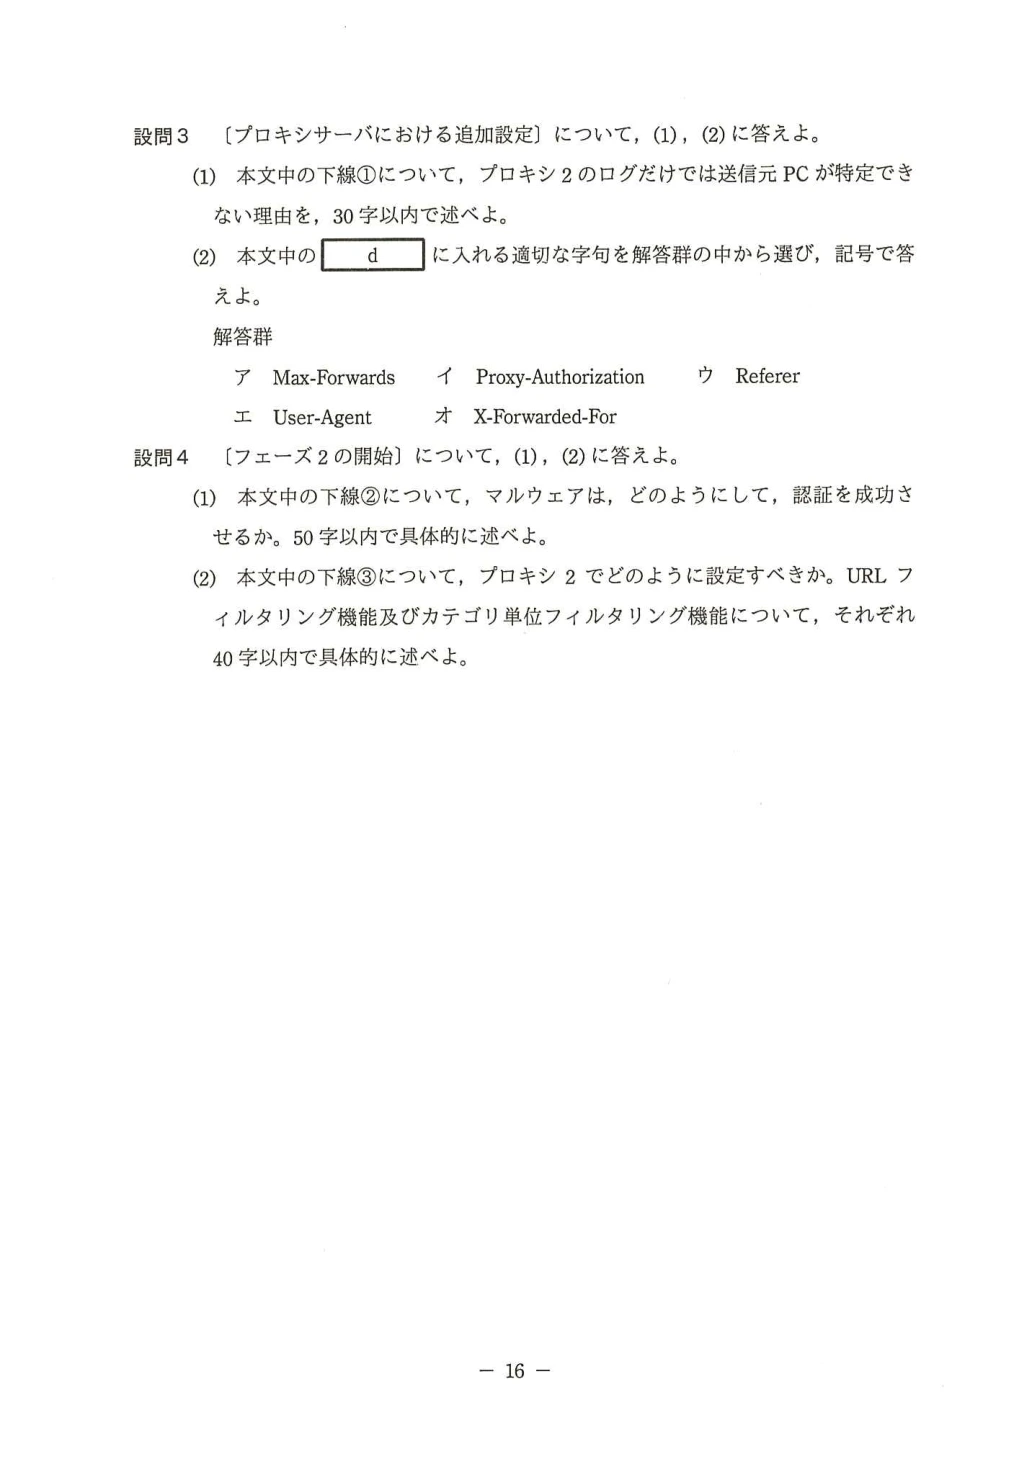 設問3 〔プロキシサーバにおける追加設定〕について，(1)，(2) に答えよ。
(1) 本文中の下線①について，プロキシ 2 のログだけでは送信元 PC が特定でき
ない理由を，30 字以内で述べよ。
(2) 本文中の d に入れる適切な字句を解答群の中から選び，記号で答
えよ。
解答群
ア Max-Forwards イ Proxy-Authorization ウ Referer
エ User-Agent オ X-Forwarded-For
設問4 〔フェーズ 2 の開始〕について，(1)，(2) に答えよ。
(1) 本文中の下線②について，マルウェアは，どのようにして，認証を成功さ
せるか。50 字以内で具体的に述べよ。
(2) 本文中の下線③について，プロキシ 2 でどのように設定すべきか。URL フ
ィルタリング機能及びカテゴリ単位フィルタリング機能について，それぞれ
40 字以内で具体的に述べよ。
－ 16 －